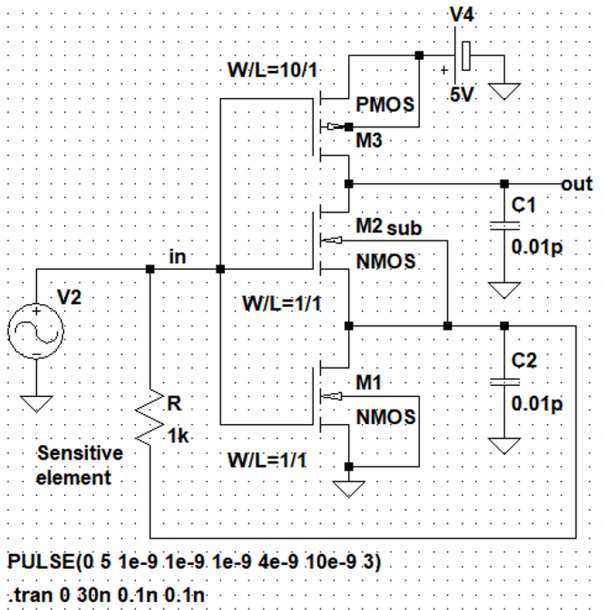 V4
W/L=10/1
+
5V
PMOS
M3
out
C1
0.01p
M2 sub
in
NMOS
V2
+
W/L=1/1
C2
0.01p
M1
R
NMOS
1k
Sensitive
element
W/L=1/1
PULSE(0 5 1e-9 1e-9 1e-9 4e-9 10e-9 3)
.tran 0 30n 0.1n 0.1n